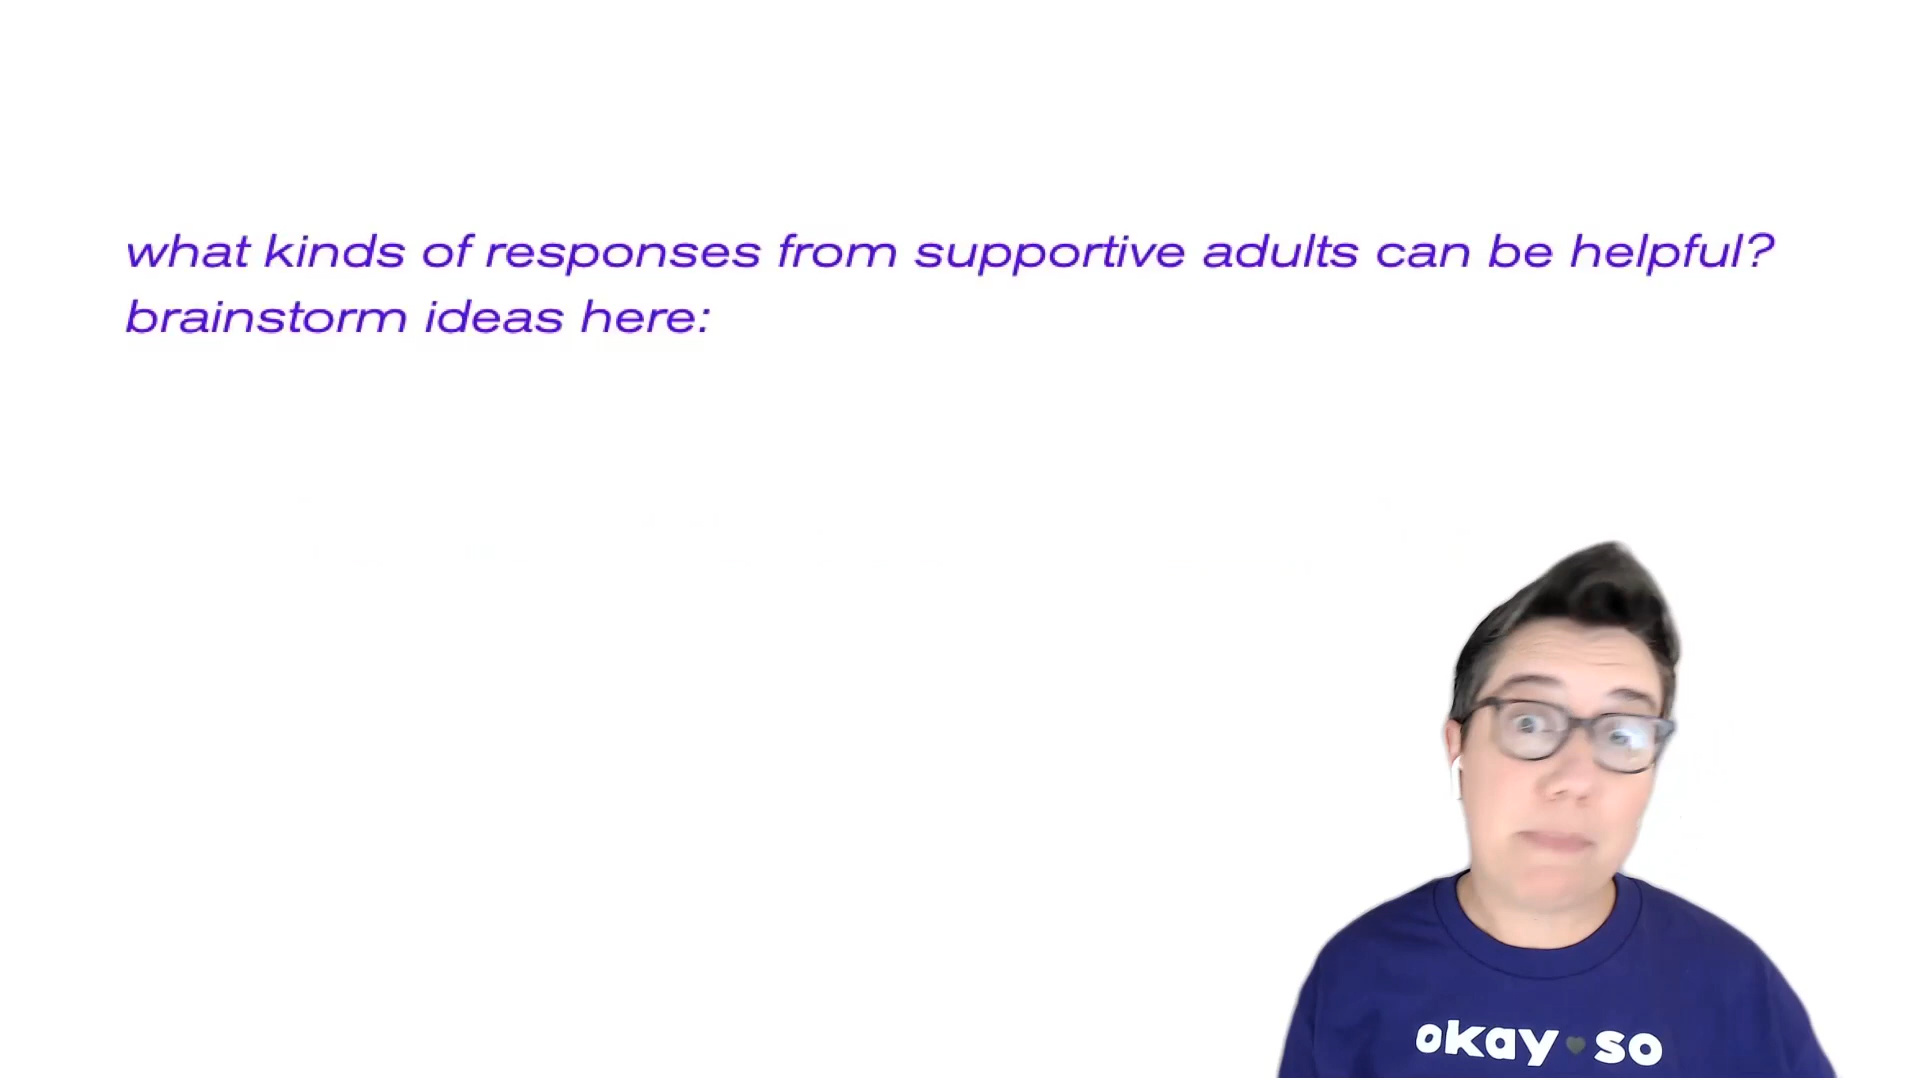 what kinds of responses from supportive adults can be helpful?
brainstorm ideas here:
okay so